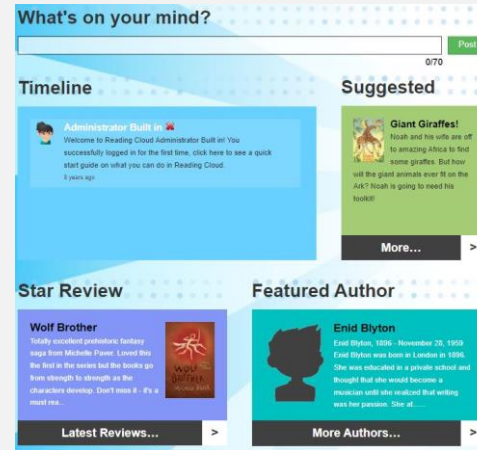 What's on your mind?
Post
0/70
Timeline
Suggested
Administrator Built in
Welcome to Reading Cloud Administrator Built in! You
successfully logged in for the first time, click here to see a quick
start guide on what you can do in Reading Cloud.
8 years ago
Giant Giraffes!
Noah and his wife are off
to amazing Africa to find
some giraffes. But how
will the giant animals ever fit on the
Ark? Noah is going to need his
toolkit!
More... >
Star Review
Featured Author
Wolf Brother
Totally excellent prehistoric fantasy
saga from Michelle Paver. Loved this
the first in the series but the books go
from strength to strength as the
characters develop. Don't miss it - it's a
must rea...
WOLF
BROTHER
Latest Reviews... >
Enid Blyton
Enid Blyton, 1896 - November 28, 1959
Enid Blyton was born in London in 1896.
She was educated in a private school and
thought that she would become a
musician until she realized that writing
was her passion. She at......
More Authors... >